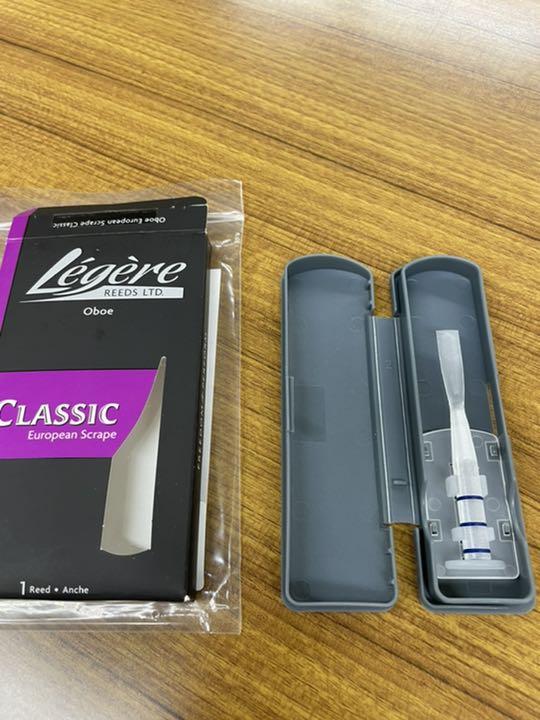 Oboe European Scrape Classic
Légère
REEDS LTD.
Oboe
CLASSIC
European Scrape
1 Reed • Anche